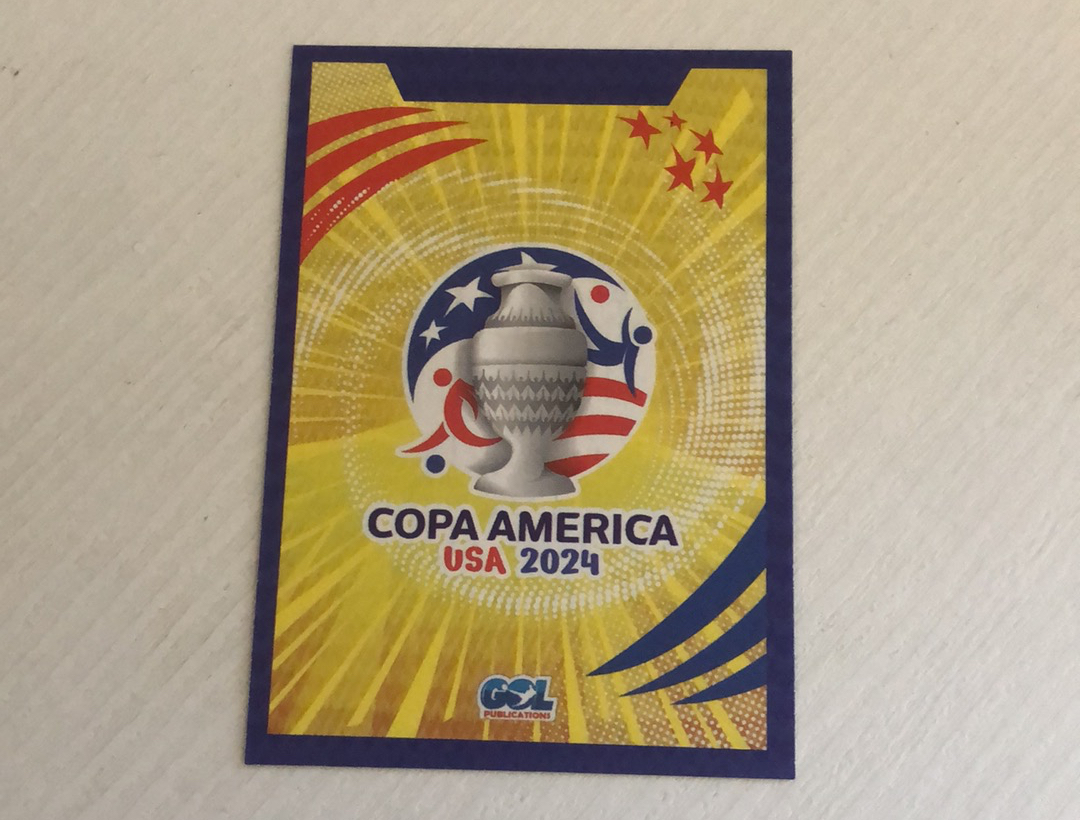 COPA AMERICA
USA 2024
GOL
PUBLICATIONS